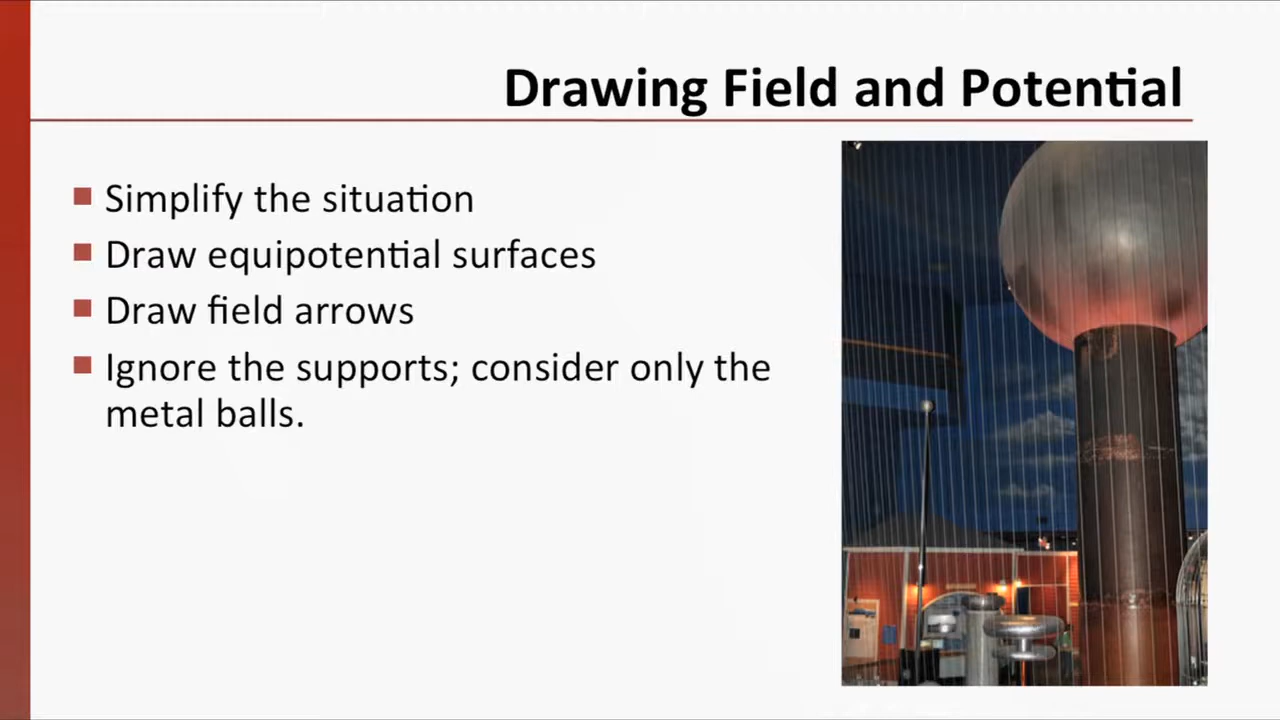 Drawing Field and Potential
Simplify the situation
Draw equipotential surfaces
Draw field arrows
Ignore the supports; consider only the
metal balls.